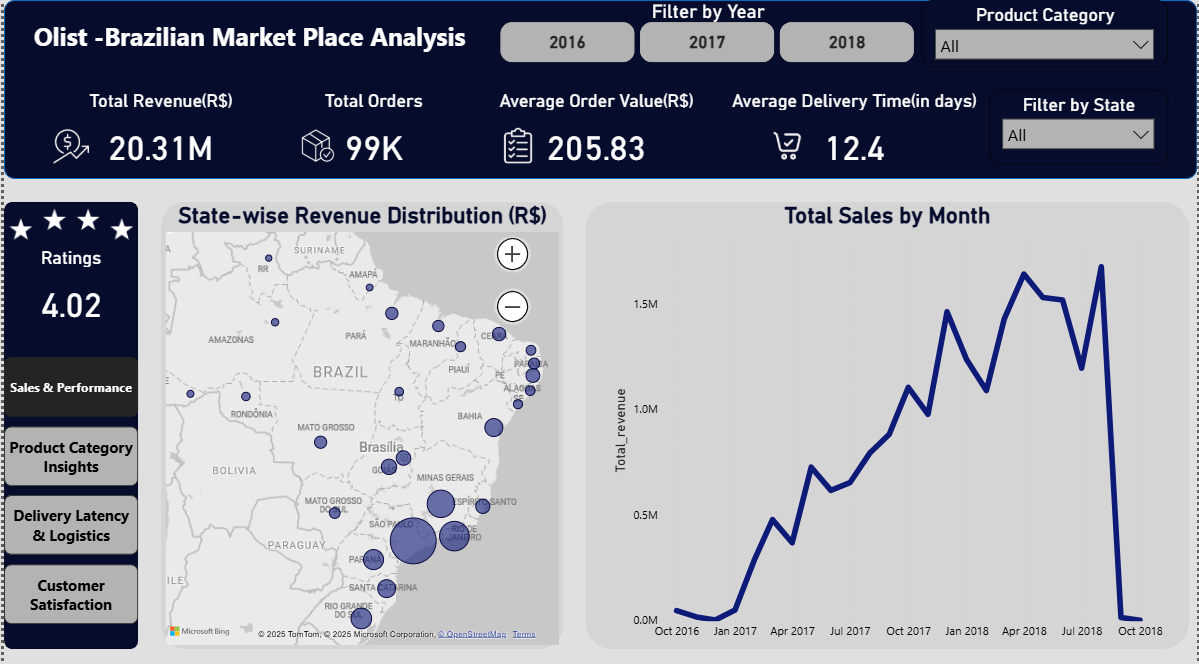 Olist -Brazilian Market Place Analysis
Filter by Year
2016
2017
2018
Product Category
All
Total Revenue(R$)
20.31M
Total Orders
99K
Average Order Value(R$)
205.83
Average Delivery Time(in days)
12.4
Filter by State
All
Ratings
4.02
Sales & Performance
Product Category
Insights
Delivery Latency
& Logistics
Customer
Satisfaction
State-wise Revenue Distribution (R$)
SURINAME
RR
AMAPÁ
AMAZONAS
PARÁ
MARANHÃO
CEARÁ
BRAZIL
PIAUÍ
PARAÍBA
PE
ALAGOAS
SE
TO
RONDÔNIA
BAHIA
MATO GROSSO
Brasília
GOIÁS
BOLIVIA
MINAS GERAIS
MATO GROSSO
DO SUL
ESPÍRITO SANTO
SÃO PAULO
RIO DE
JANEIRO
PARAGUAY
PARANÁ
ILE
SANTA CATARINA
RIO GRANDE
DO SUL
Microsoft Bing
© 2025 TomTom, © 2025 Microsoft Corporation, © OpenStreetMap Terms
Total Sales by Month
Total_revenue
1.5M
1.0M
0.5M
0.0M
Oct 2016 Jan 2017 Apr 2017 Jul 2017 Oct 2017 Jan 2018 Apr 2018 Jul 2018 Oct 2018